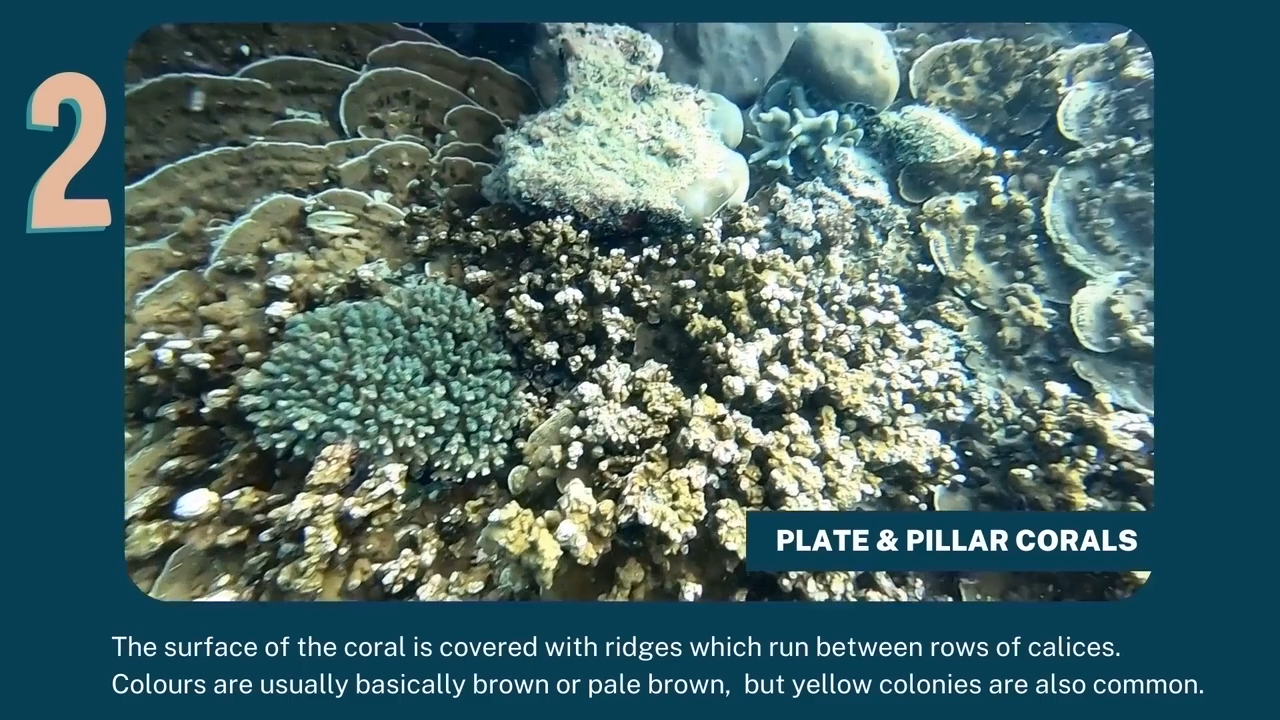 2
PLATE & PILLAR CORALS
The surface of the coral is covered with ridges which run between rows of calices.
Colours are usually basically brown or pale brown,  but yellow colonies are also common.